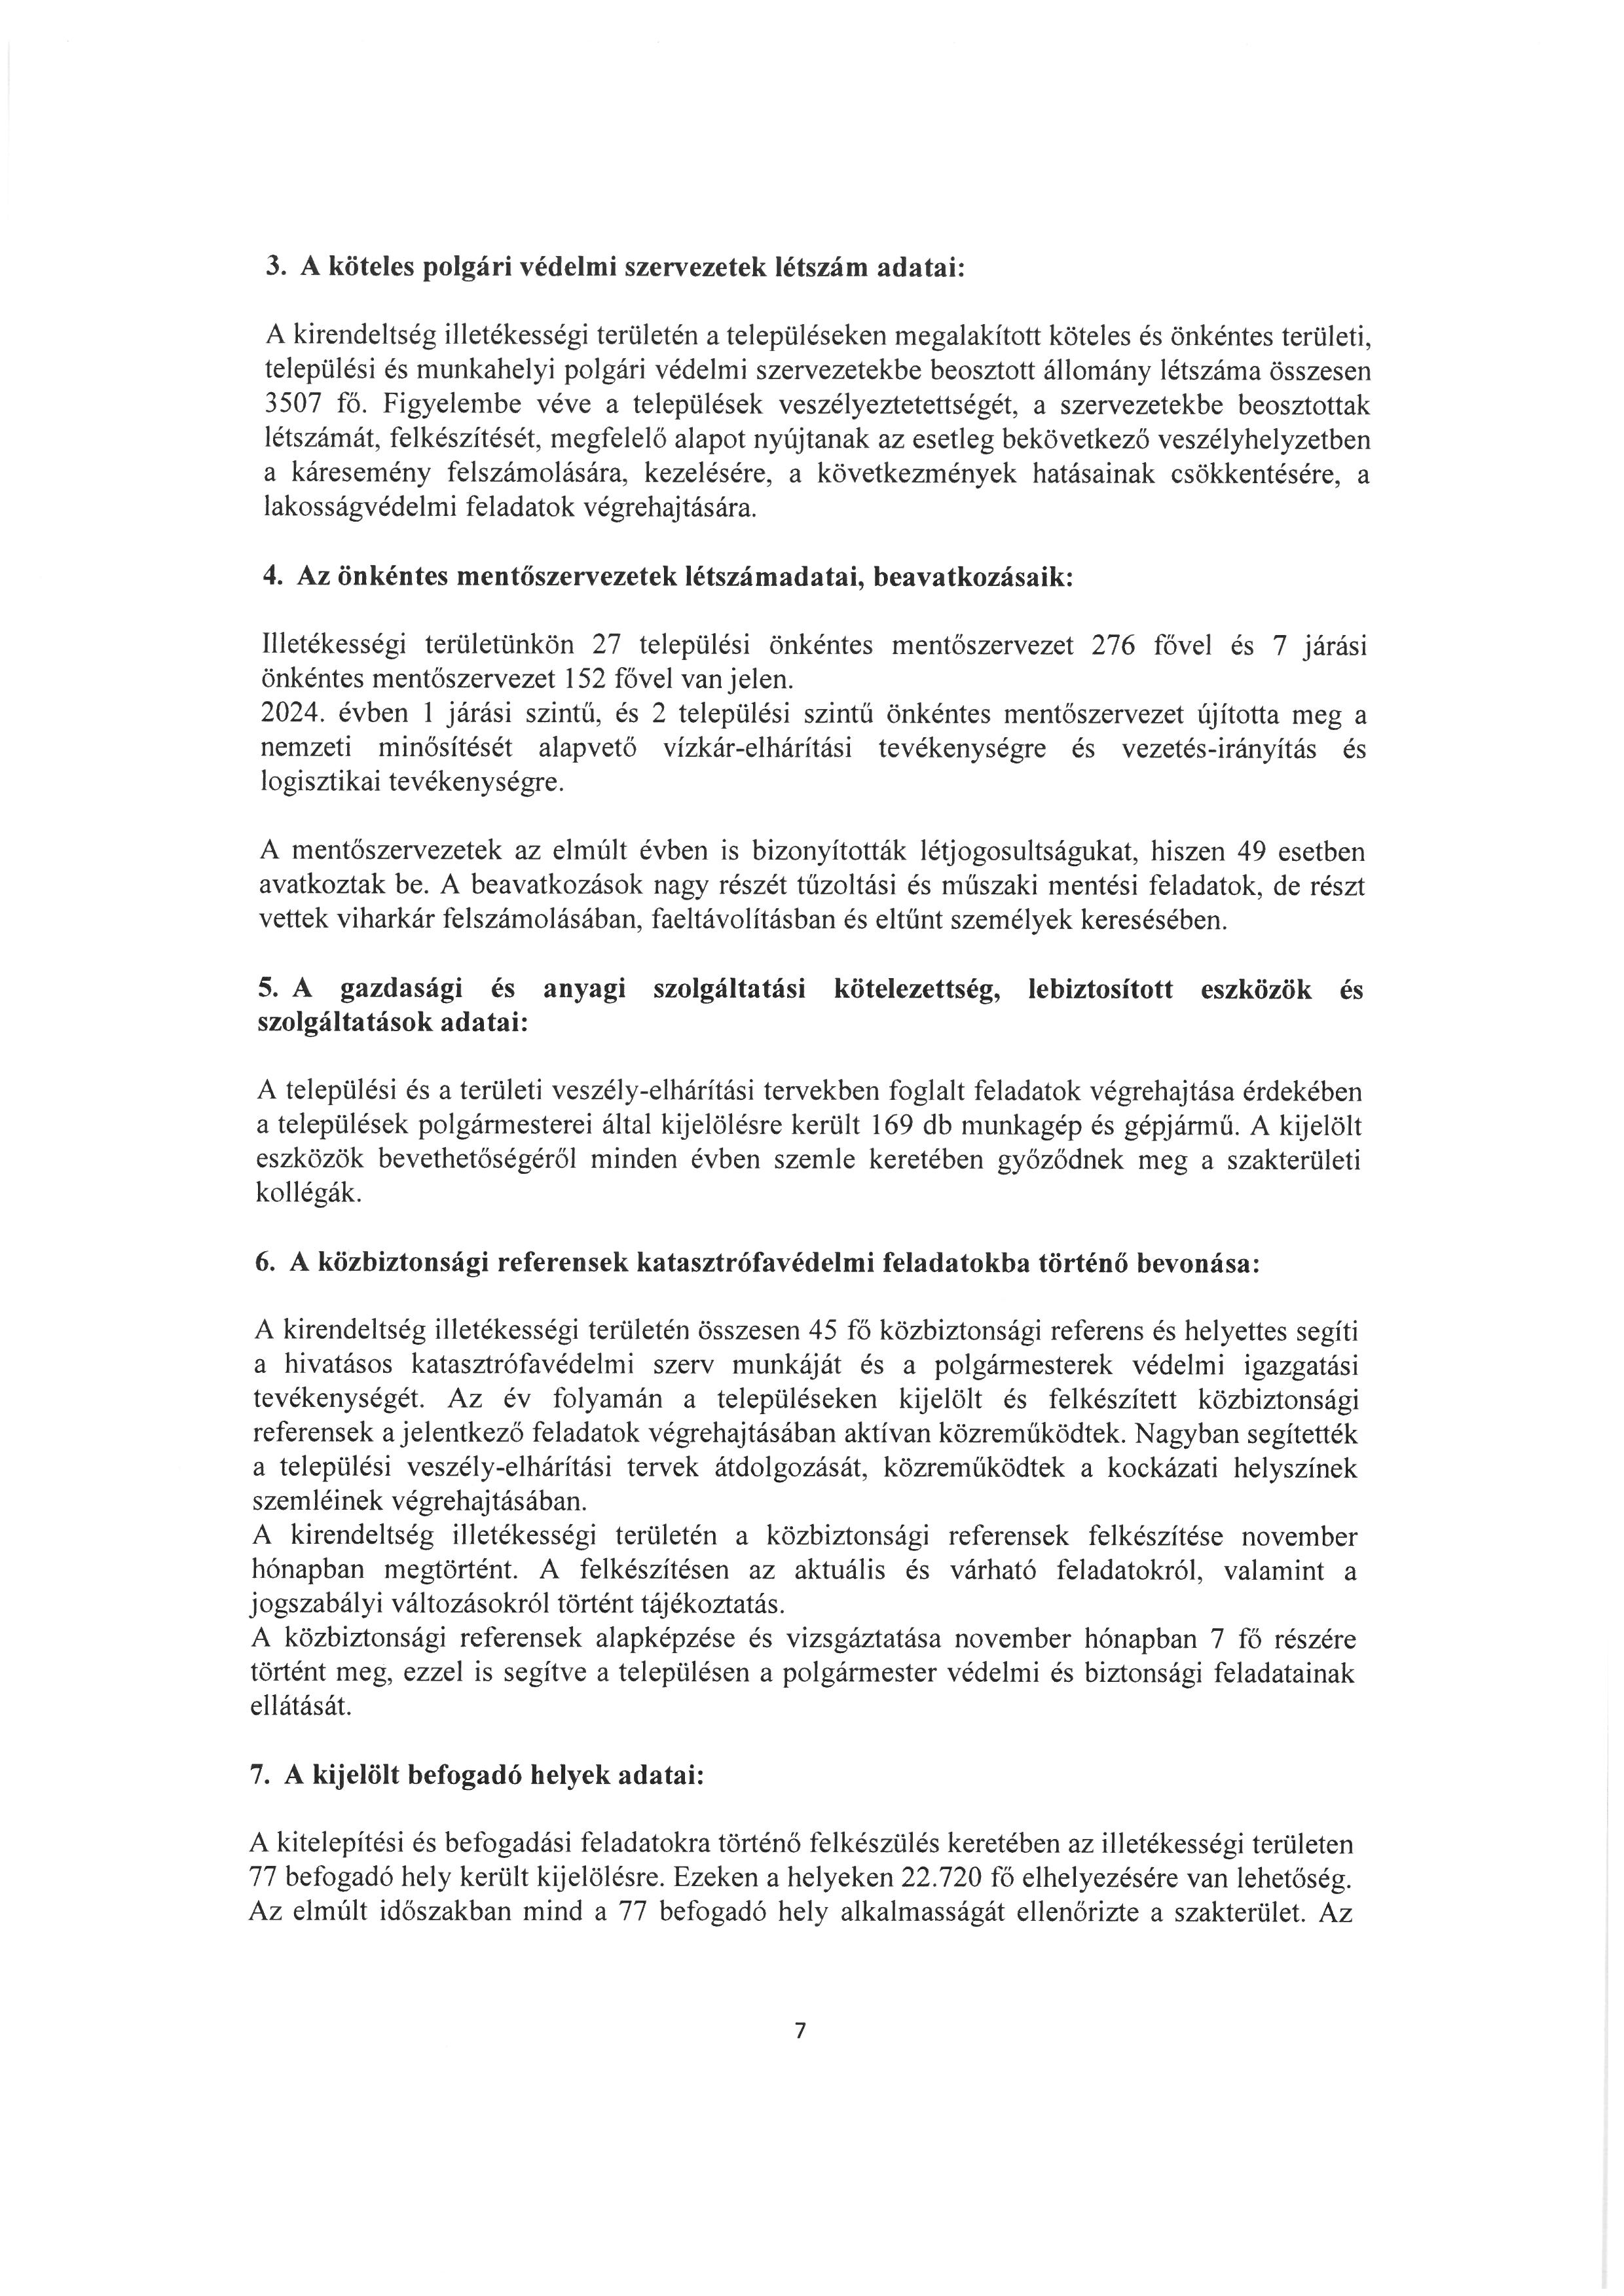 3. A köteles polgári védelmi szervezetek létszám adatai:
A kirendeltség illetékességi területén a településeken megalakított köteles és önkéntes területi,
települési és munkahelyi polgári védelmi szervezetekbe beosztott állomány létszáma összesen
3507 fő. Figyelembe véve a települések veszélyeztetettségét, a szervezetekbe beosztottak
létszámát, felkészítését, megfelelő alapot nyújtanak az esetleg bekövetkező veszélyhelyzetben
a káresemény felszámolására, kezelésére, a következmények hatásainak csökkentésére, a
lakosságvédelmi feladatok végrehajtására.
4. Az önkéntes mentőszervezetek létszámadatai, beavatkozásaik:
Illetékességi területünkön 27 települési önkéntes mentőszervezet 276 fővel és 7 járási
önkéntes mentőszervezet 152 fővel van jelen.
2024. évben 1 járási szintű, és 2 települési szintű önkéntes mentőszervezet újította meg a
nemzeti minősítését alapvető vízkár-elhárítási tevékenységre és vezetés-irányítás és
logisztikai tevékenységre.
A mentőszervezetek az elmúlt évben is bizonyították létjogosultságukat, hiszen 49 esetben
avatkoztak be. A beavatkozások nagy részét tűzoltási és műszaki mentési feladatok, de részt
vettek viharkár felszámolásában, faeltávolításban és eltűnt személyek keresésében.
5. A gazdasági és anyagi szolgáltatási kötelezettség, lebiztosított eszközök és
szolgáltatások adatai:
A települési és a területi veszély-elhárítási tervekben foglalt feladatok végrehajtása érdekében
a települések polgármesterei által kijelölésre került 169 db munkagép és gépjármű. A kijelölt
eszközök bevethetőségéről minden évben szemle keretében győződnek meg a szakterületi
kollégák.
6. A közbiztonsági referensek katasztrófavédelmi feladatokba történő bevonása:
A kirendeltség illetékességi területén összesen 45 fő közbiztonsági referens és helyettes segíti
a hivatásos katasztrófavédelmi szerv munkáját és a polgármesterek védelmi igazgatási
tevékenységét. Az év folyamán a településeken kijelölt és felkészített közbiztonsági
referensek a jelentkező feladatok végrehajtásában aktívan közreműködtek. Nagyban segítették
a települési veszély-elhárítási tervek átdolgozását, közreműködtek a kockázati helyszínek
szemléinek végrehajtásában.
A kirendeltség illetékességi területén a közbiztonsági referensek felkészítése november
hónapban megtörtént. A felkészítésen az aktuális és várható feladatokról, valamint a
jogszabályi változásokról történt tájékoztatás.
A közbiztonsági referensek alapképzése és vizsgáztatása november hónapban 7 fő részére
történt meg, ezzel is segítve a településen a polgármester védelmi és biztonsági feladatainak
ellátását.
7. A kijelölt befogadó helyek adatai:
A kitelepítési és befogadási feladatokra történő felkészülés keretében az illetékességi területen
77 befogadó hely került kijelölésre. Ezeken a helyeken 22.720 fő elhelyezésére van lehetőség.
Az elmúlt időszakban mind a 77 befogadó hely alkalmasságát ellenőrizte a szakterület. Az
7